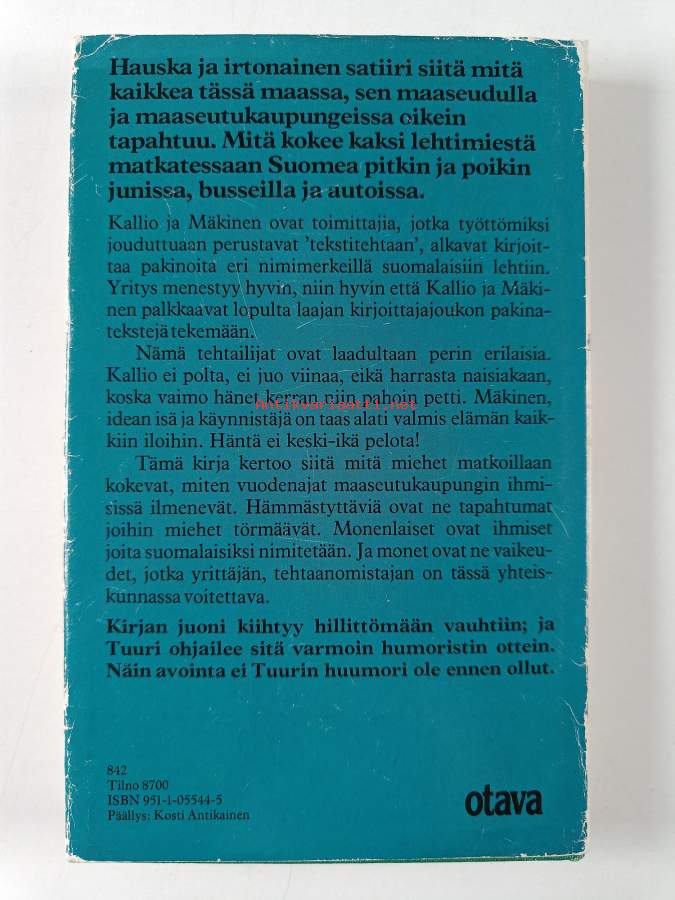 Hauska ja irtonainen satiiri siitä mitä
kaikkea tässä maassa, sen maaseudulla
ja maaseutukaupungeissa oikein
tapahtuu. Mitä kokee kaksi lehtimiestä
matkatessaan Suomea pitkin ja poikin
junissa, busseilla ja autoissa.
Kallio ja Mäkinen ovat toimittajia, jotka työttömiksi
jouduttuaan perustavat 'tekstitehtaan', alkavat kirjoit-
taa pakinoita eri nimimerkeillä suomalaisiin lehtiin.
Yritys menestyy hyvin, niin hyvin että Kallio ja Mäki-
nen palkkaavat lopulta laajan kirjoittajajoukon pakina-
tekstejä tekemään.
Nämä tehtailijat ovat laadultaan perin erilaisia.
Kallio ei polta, ei juo viinaa, eikä harrasta naisiakaan,
koska vaimo hänet kerran niin pahoin petti. Mäkinen,
Antikvariaatti.net
idean isä ja käynnistäjä on taas alati valmis elämän kaik-
kiin iloihin. Häntä ei keski-ikä pelota!
Tämä kirja kertoo siitä mitä miehet matkoillaan
kokevat, miten vuodenajat maaseutukaupungin ihmi-
sissä ilmenevät. Hämmästyttäviä ovat ne tapahtumat
joihin miehet törmäävät. Monenlaiset ovat ihmiset
joita suomalaisiksi nimitetään. Ja monet ovat ne vaikeu-
det, jotka yrittäjän, tehtaanomistajan on tässä yhteis-
kunnassa voitettava.
Kirjan juoni kiihtyy hillittömään vauhtiin; ja
Tuuri ohjailee sitä varmoin humoristin ottein.
Näin avointa ei Tuurin huumori ole ennen ollut.
842
Tilno 8700
ISBN 951-1-05544-5
Päällys: Kosti Antikainen
otava